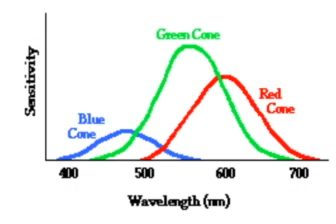 Green Cone
Sensitivity
Red
Cone
Blue
Cone
400 500 600 700
Wavelength (nm)